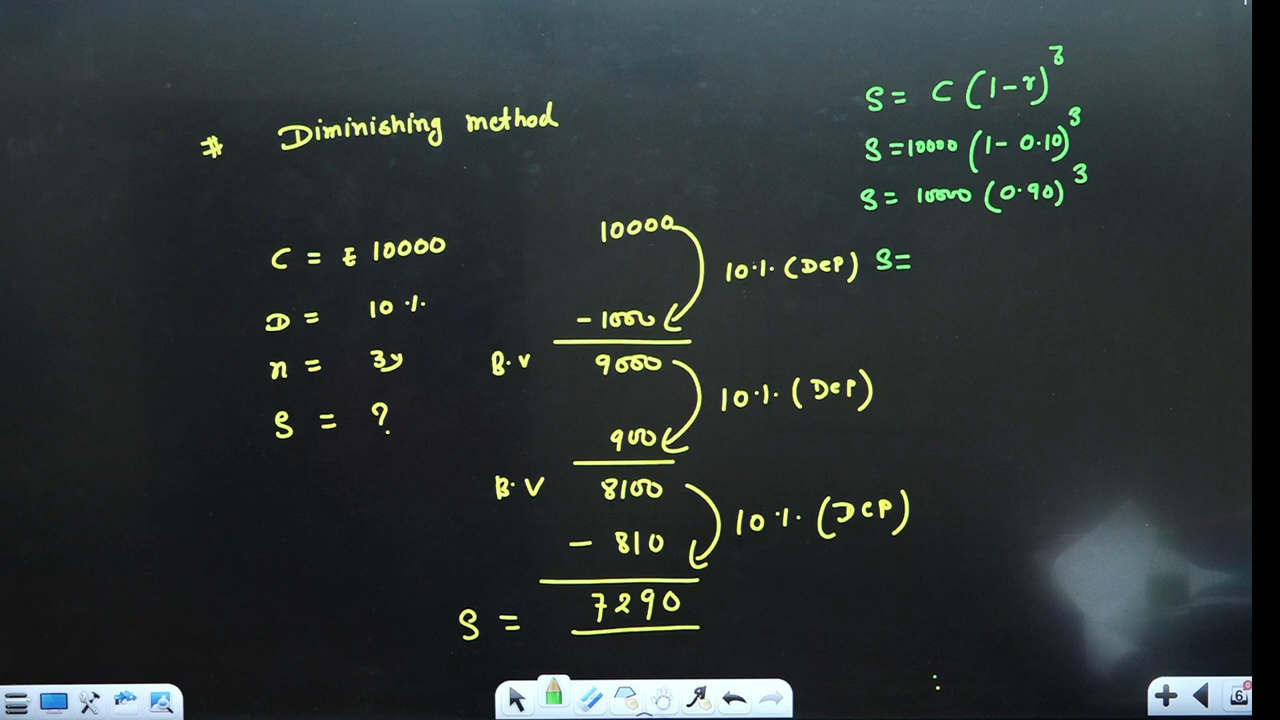 # Diminishing method
C = ₹ 10000
D = 10 %
n = 3y
S = ?
10000
10% (DEP)
- 1000
B.V 9000
10% (DEP)
900
B.V 8100
10% (DEP)
- 810
S = 7290
S = C (1-r)³
S = 10000 (1 - 0.10)³
S = 10000 (0.90)³
S =
6